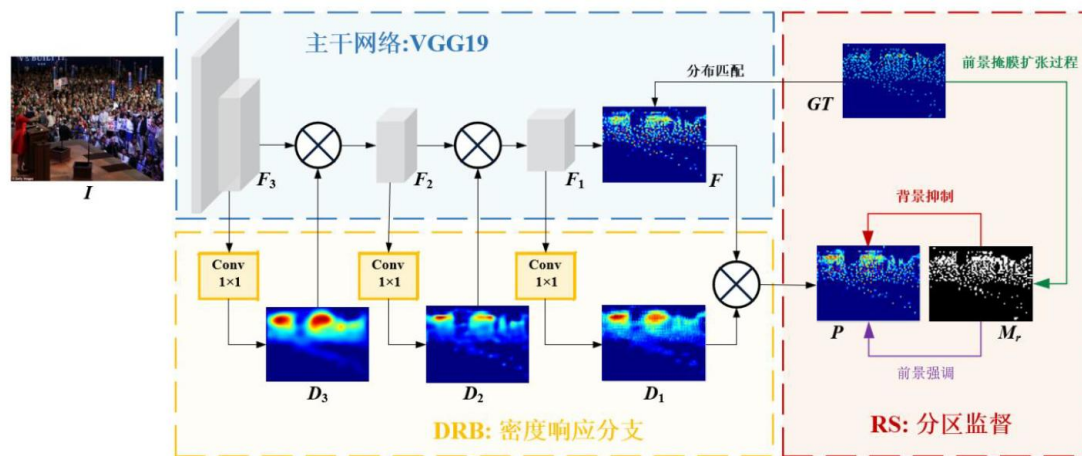 主干网络:VGG19
I
F₃
F₂
F₁
F
分布匹配
GT
前景掩膜扩张过程
背景抑制
Conv
1×1
Conv
1×1
Conv
1×1
D₃
D₂
D₁
P
Mᵣ
前景强调
DRB: 密度响应分支
RS: 分区监督